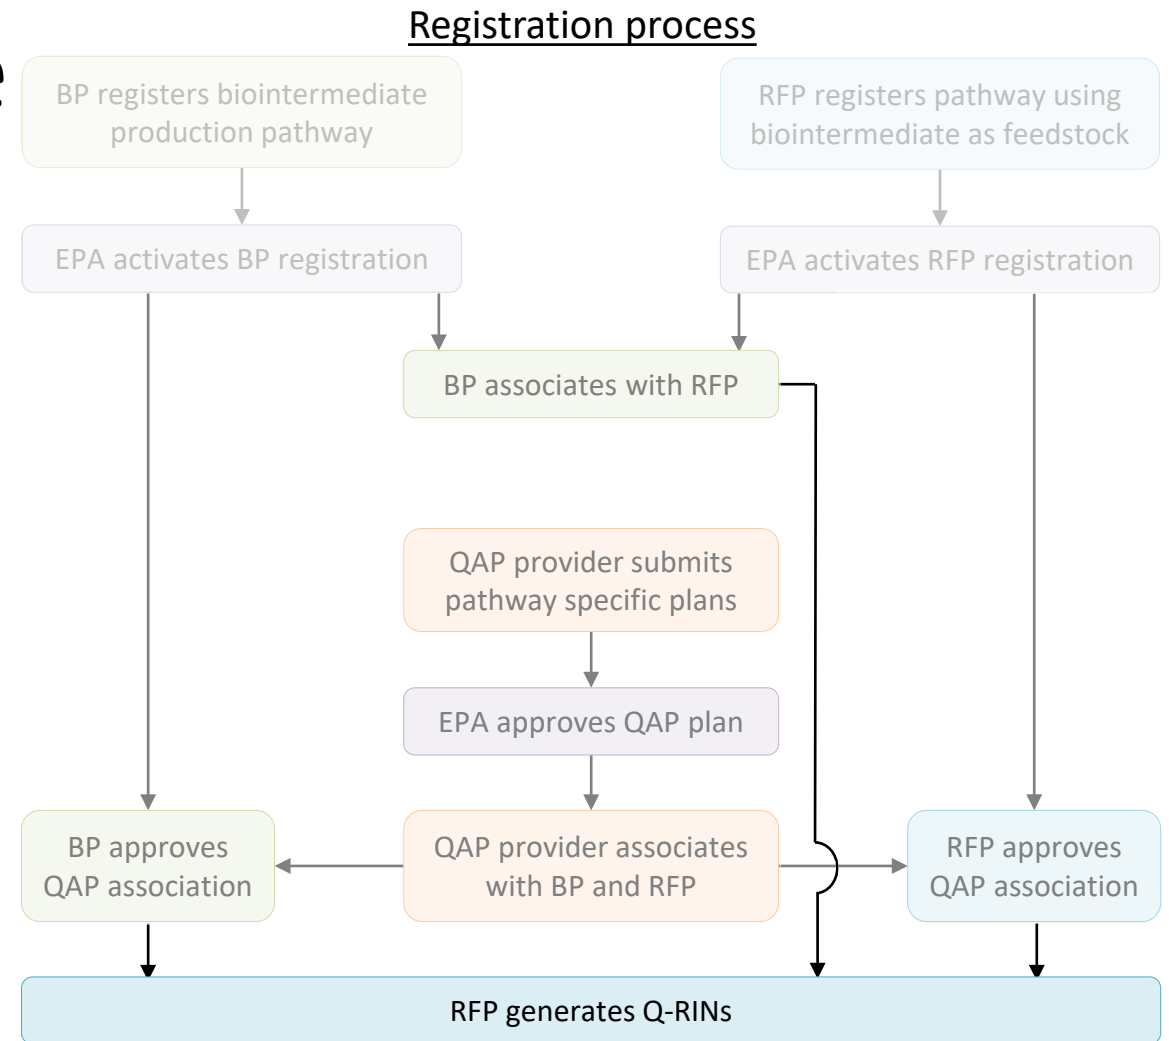 Registration process
BP registers biointermediate
production pathway
RFP registers pathway using
biointermediate as feedstock
EPA activates BP registration
EPA activates RFP registration
BP associates with RFP
QAP provider submits
pathway specific plans
EPA approves QAP plan
BP approves
QAP association
QAP provider associates
with BP and RFP
RFP approves
QAP association
RFP generates Q-RINs